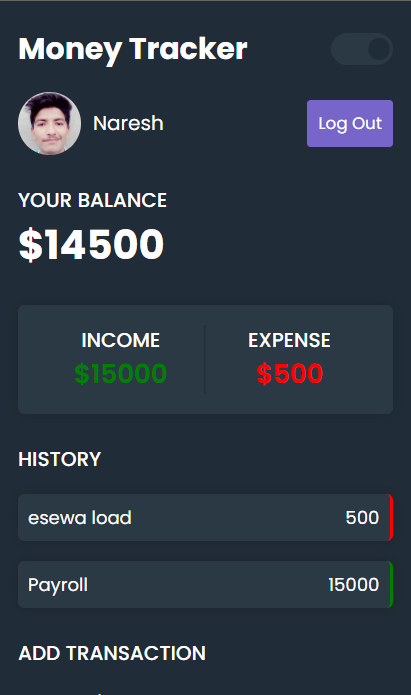 Money Tracker
Naresh
Log Out
YOUR BALANCE
$14500
INCOME EXPENSE
$15000 $500
HISTORY
esewa load 500
Payroll 15000
ADD TRANSACTION